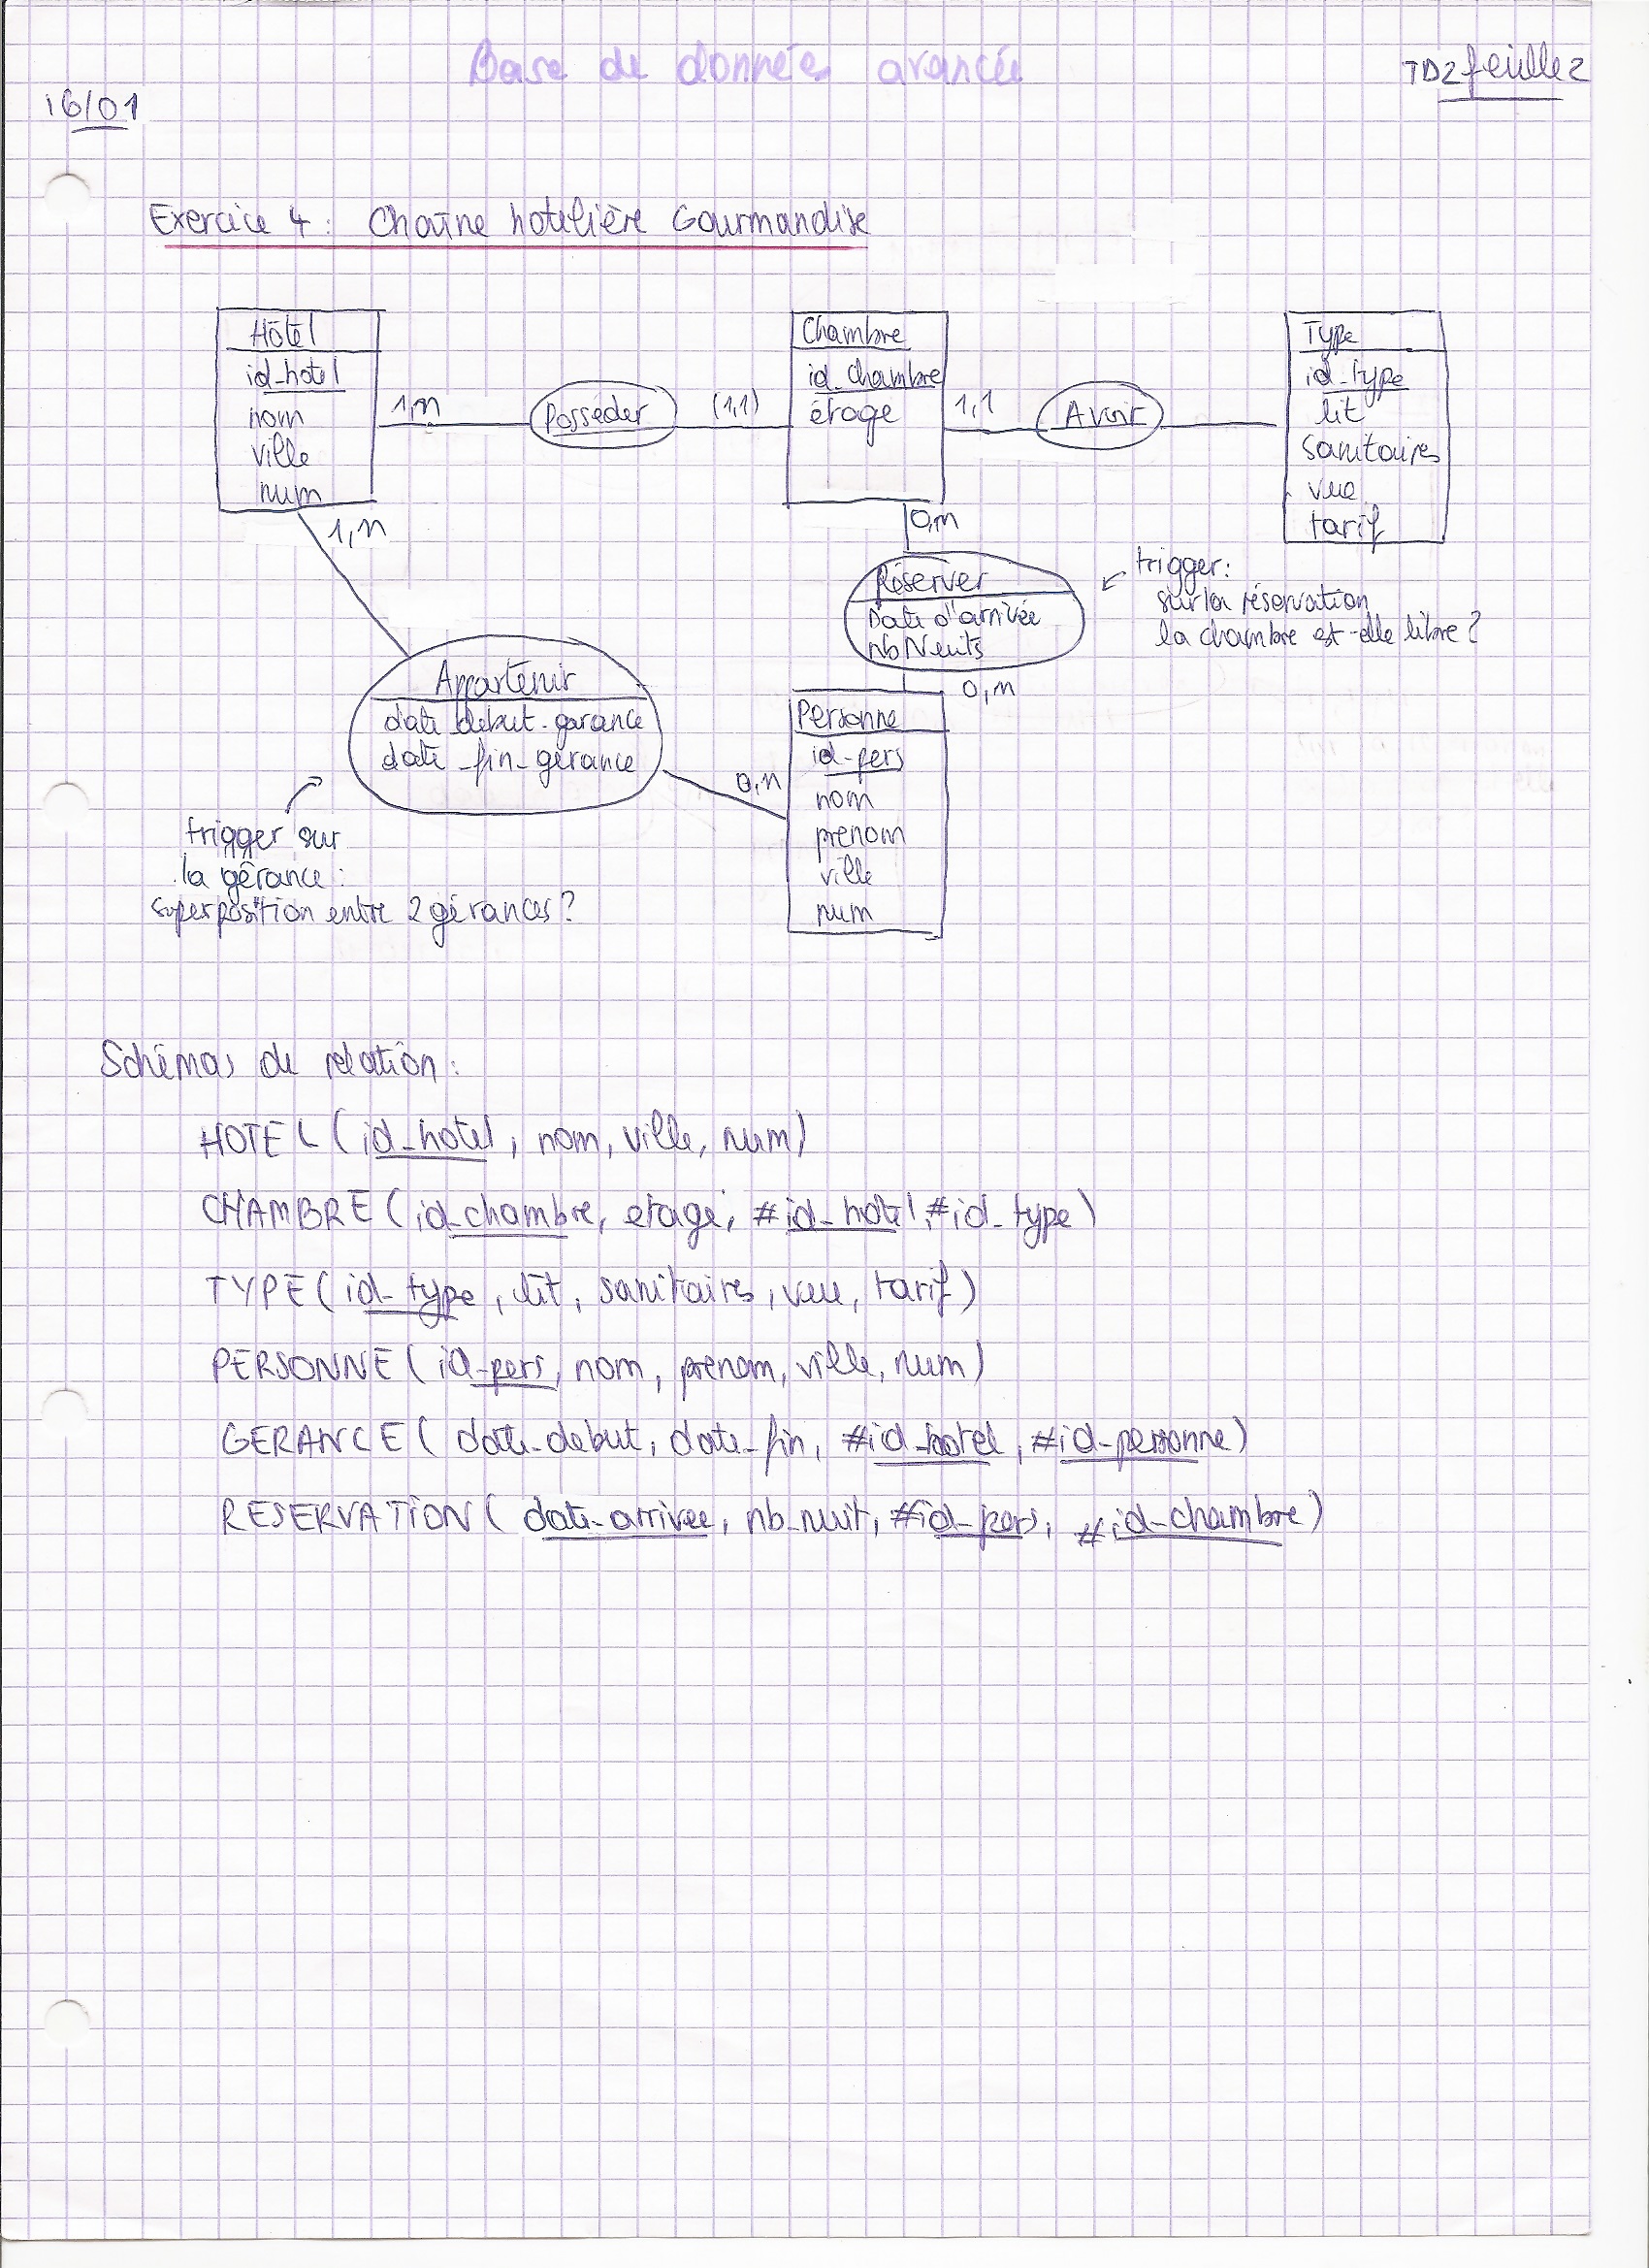 Base de données avancée
TD2 feuille 2
16/01
Exercice 4 : Chaîne hotelière Gourmandise
Hôtel
id_hotel
nom
ville
num
1,n
Posséder
(1,1)
Chambre
id_chambre
étage
1,1
Avoir
Type
id_type
lit
sanitaires
vue
tarif
1,n
0,n
Réserver
Date d'arrivée
nbNuits
trigger:
sur la réservation
la chambre est-elle libre ?
0,n
Appartenir
date_debut_gerance
date_fin_gérance
0,n
Personne
id_pers
nom
prenom
ville
num
trigger sur
la gérance :
superposition entre 2 gérances ?
Schémas de relation :
HOTEL (id_hotel, nom, ville, num)
CHAMBRE (id_chambre, etage, #id_hotel, #id_type)
TYPE (id_type, lit, sanitaires, vue, tarif)
PERSONNE (id_pers, nom, prenom, ville, num)
GERANCE (date_debut, date_fin, #id_hotel, #id_personne)
RESERVATION (date_arrivee, nb_nuit, #id_pers, #id_chambre)